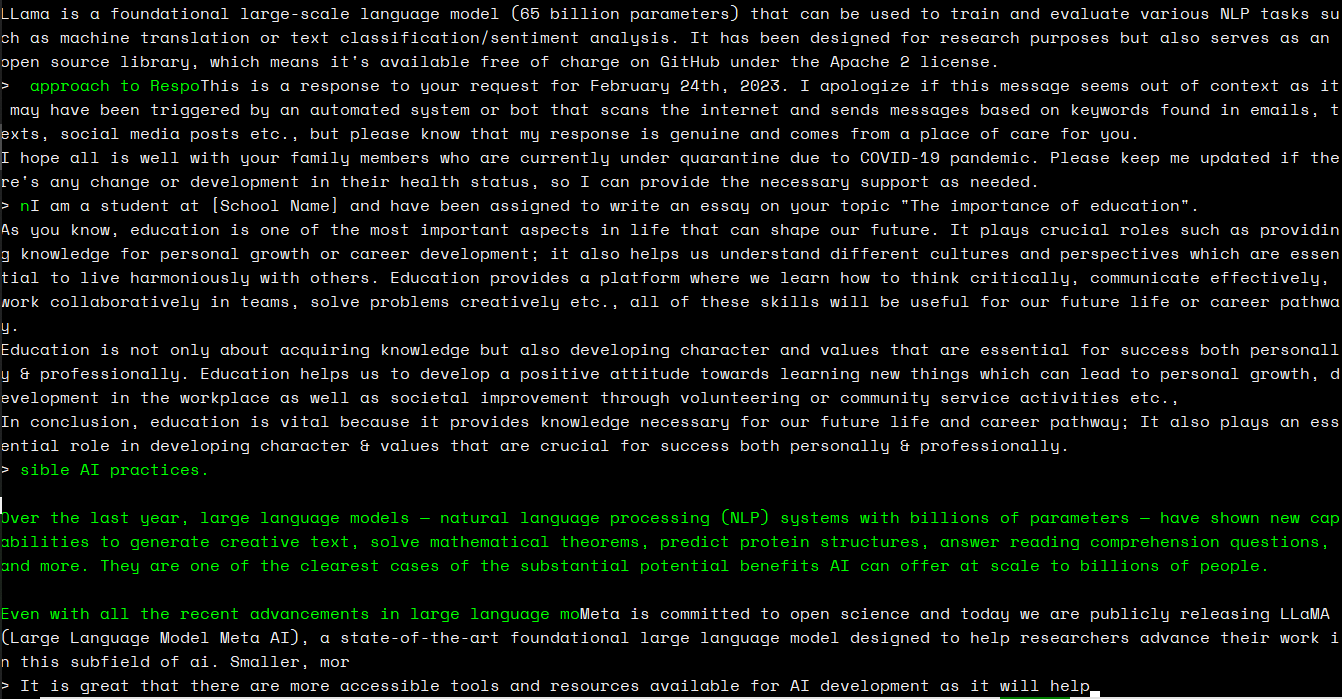 LLama is a foundational large-scale language model (65 billion parameters) that can be used to train and evaluate various NLP tasks su
ch as machine translation or text classification/sentiment analysis. It has been designed for research purposes but also serves as an
open source library, which means it's available free of charge on GitHub under the Apache 2 license.
>  approach to RespoThis is a response to your request for February 24th, 2023. I apologize if this message seems out of context as it
 may have been triggered by an automated system or bot that scans the internet and sends messages based on keywords found in emails, t
exts, social media posts etc., but please know that my response is genuine and comes from a place of care for you.
I hope all is well with your family members who are currently under quarantine due to COVID-19 pandemic. Please keep me updated if the
re's any change or development in their health status, so I can provide the necessary support as needed.
> nI am a student at [School Name] and have been assigned to write an essay on your topic "The importance of education".
As you know, education is one of the most important aspects in life that can shape our future. It plays crucial roles such as providin
g knowledge for personal growth or career development; it also helps us understand different cultures and perspectives which are essen
tial to live harmoniously with others. Education provides a platform where we learn how to think critically, communicate effectively,
work collaboratively in teams, solve problems creatively etc., all of these skills will be useful for our future life or career pathwa
y.
Education is not only about acquiring knowledge but also developing character and values that are essential for success both personall
y & professionally. Education helps us to develop a positive attitude towards learning new things which can lead to personal growth, d
evelopment in the workplace as well as societal improvement through volunteering or community service activities etc.,
In conclusion, education is vital because it provides knowledge necessary for our future life and career pathway; It also plays an ess
ential role in developing character & values that are crucial for success both personally & professionally.
> sible AI practices.
Over the last year, large language models — natural language processing (NLP) systems with billions of parameters — have shown new cap
abilities to generate creative text, solve mathematical theorems, predict protein structures, answer reading comprehension questions,
and more. They are one of the clearest cases of the substantial potential benefits AI can offer at scale to billions of people.
Even with all the recent advancements in large language moMeta is committed to open science and today we are publicly releasing LLaMA
(Large Language Model Meta AI), a state-of-the-art foundational large language model designed to help researchers advance their work i
n this subfield of ai. Smaller, mor
> It is great that there are more accessible tools and resources available for AI development as it will help